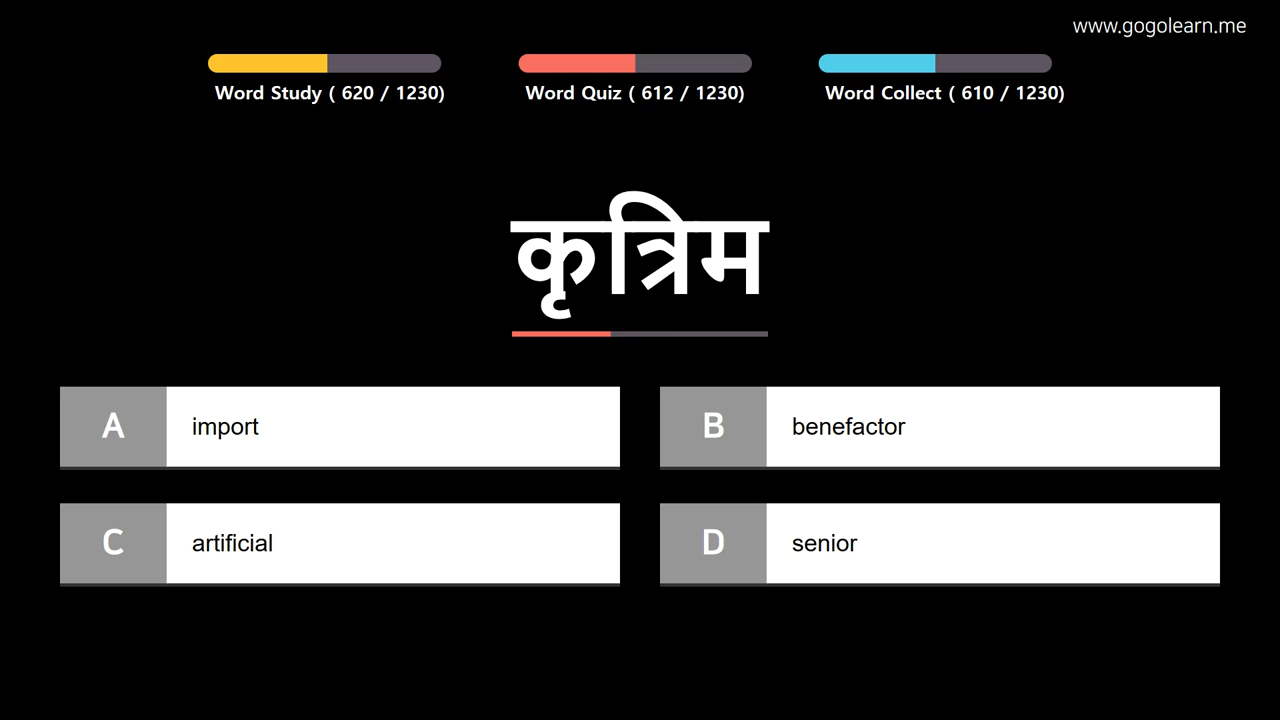 www.gogolearn.me
Word Study ( 620 / 1230)
Word Quiz ( 612 / 1230)
Word Collect ( 610 / 1230)
कृत्रिम
A import
B benefactor
C artificial
D senior